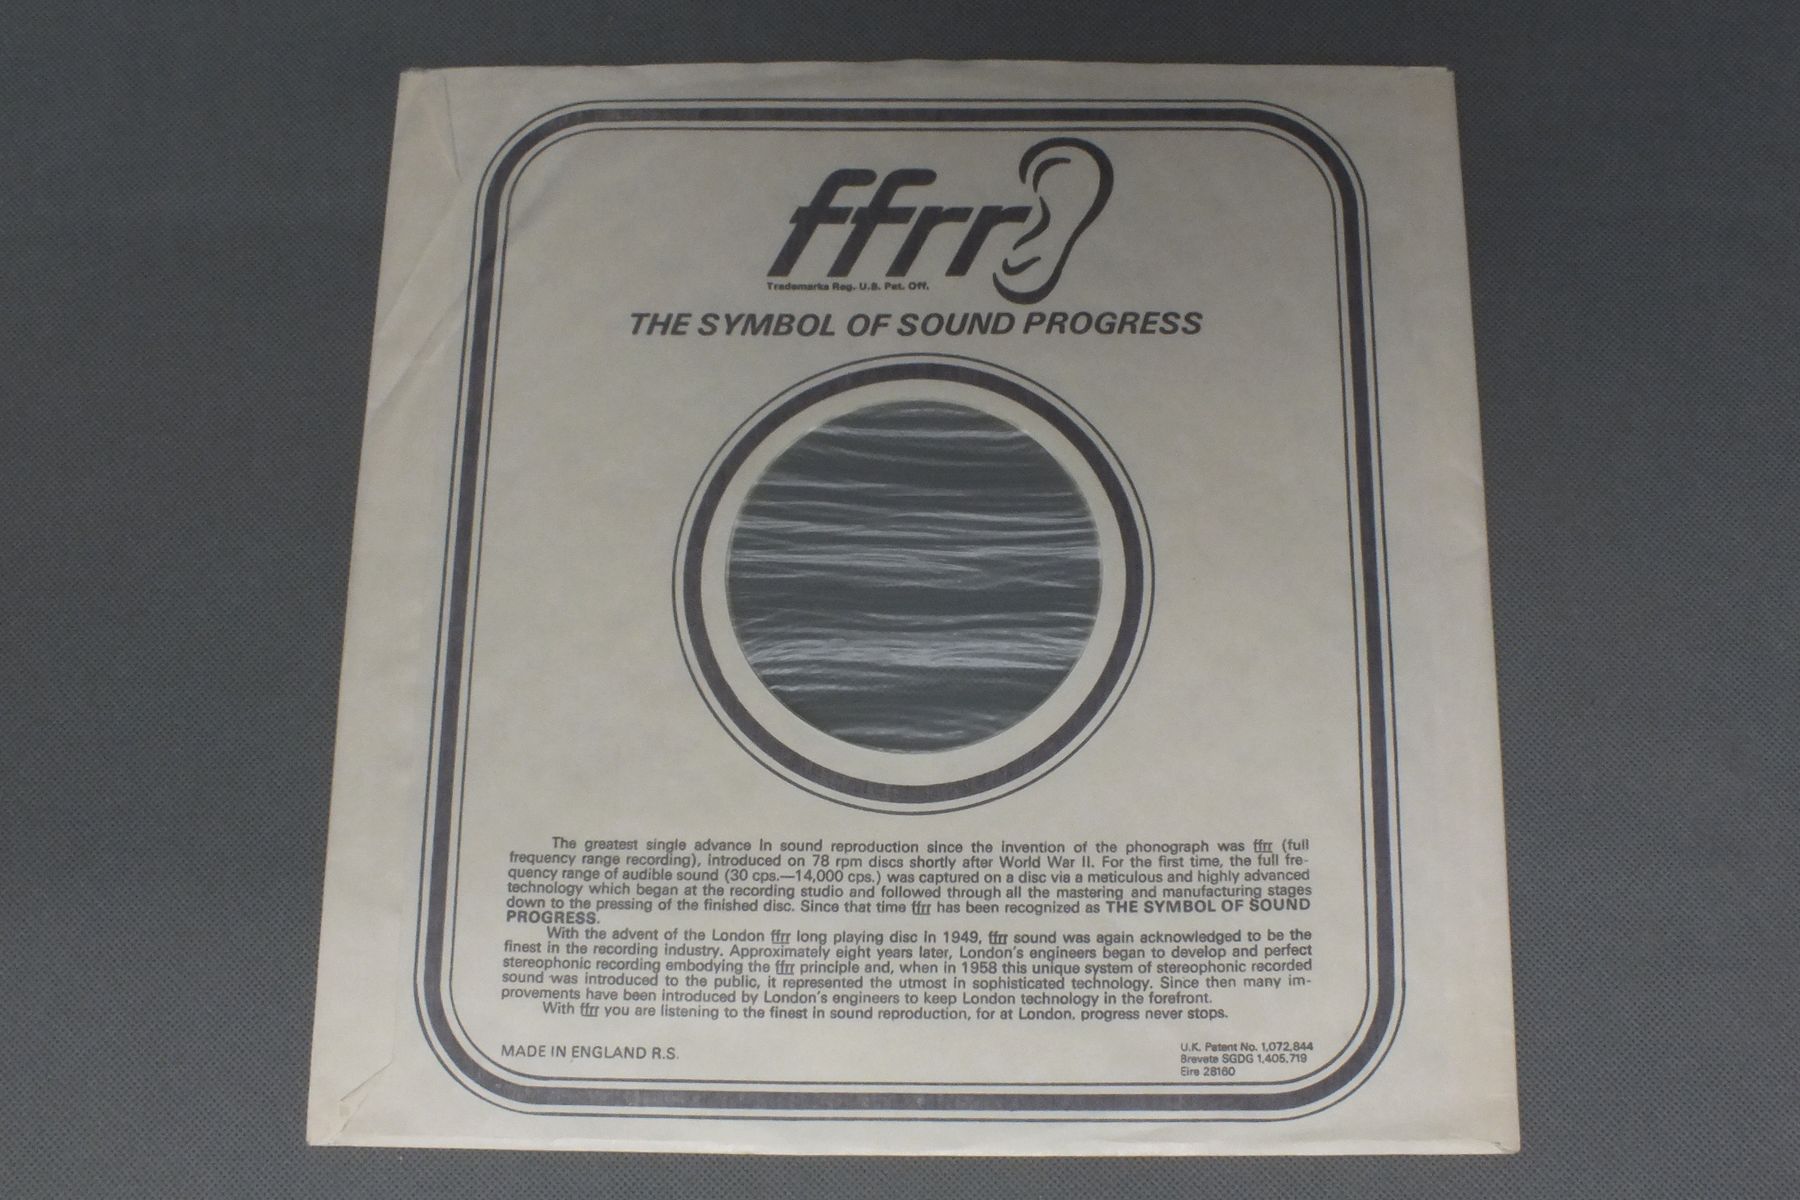 ffrr
Trademarks Reg. U.S. Pat. Off.
THE SYMBOL OF SOUND PROGRESS
The greatest single advance in sound reproduction since the invention of the phonograph was ffrr (full
frequency range recording), introduced on 78 rpm discs shortly after World War II. For the first time, the full fre-
quency range of audible sound (30 cps.—14,000 cps.) was captured on a disc via a meticulous and highly advanced
technology which began at the recording studio and followed through all the mastering and manufacturing stages
down to the pressing of the finished disc. Since that time ffrr has been recognized as THE SYMBOL OF SOUND
PROGRESS.
With the advent of the London ffrr long playing disc in 1949, ffrr sound was again acknowledged to be the
finest in the recording industry. Approximately eight years later, London's engineers began to develop and perfect
stereophonic recording embodying the ffrr principle and, when in 1958 this unique system of stereophonic recorded
sound was introduced to the public, it represented the utmost in sophisticated technology. Since then many im-
provements have been introduced by London's engineers to keep London technology in the forefront.
With ffrr you are listening to the finest in sound reproduction, for at London, progress never stops.
MADE IN ENGLAND R.S.
U.K. Patent No. 1,072,844
Brevete SGDG 1,405,719
Eire 28160